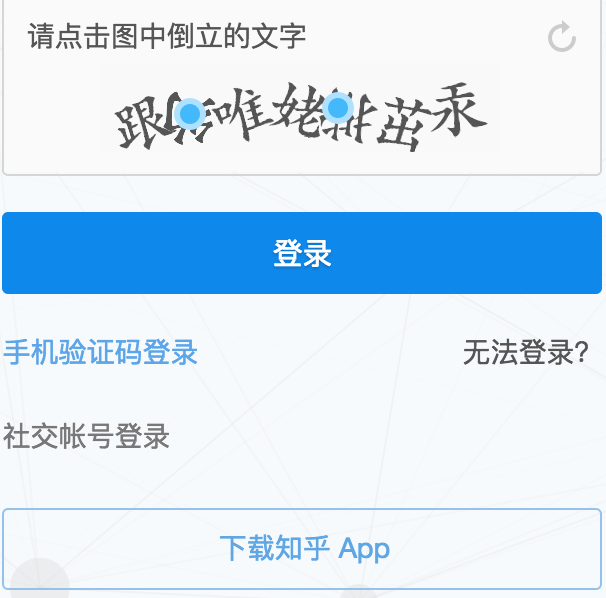 请点击图中倒立的文字
跟 唯姥 茁汞
登录
手机验证码登录
无法登录?
社交帐号登录
下载知乎 App